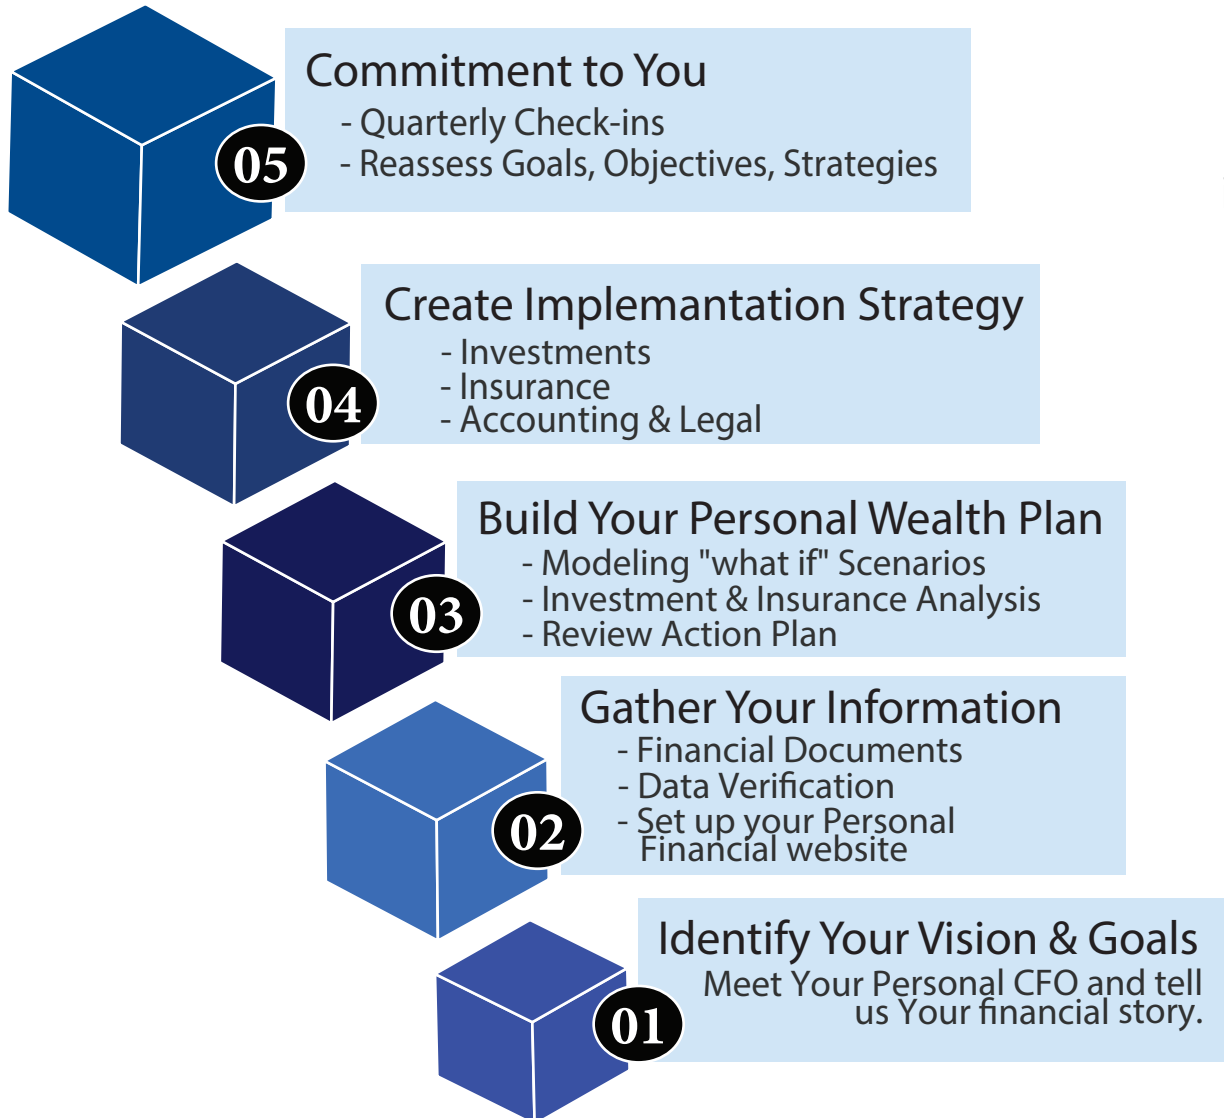 Commitment to You
- Quarterly Check-ins
- Reassess Goals, Objectives, Strategies
05
Create Implemantation Strategy
- Investments
- Insurance
- Accounting & Legal
04
Build Your Personal Wealth Plan
- Modeling "what if" Scenarios
- Investment & Insurance Analysis
- Review Action Plan
03
Gather Your Information
- Financial Documents
- Data Verification
- Set up your Personal
Financial website
02
Identify Your Vision & Goals
Meet Your Personal CFO and tell
us Your financial story.
01